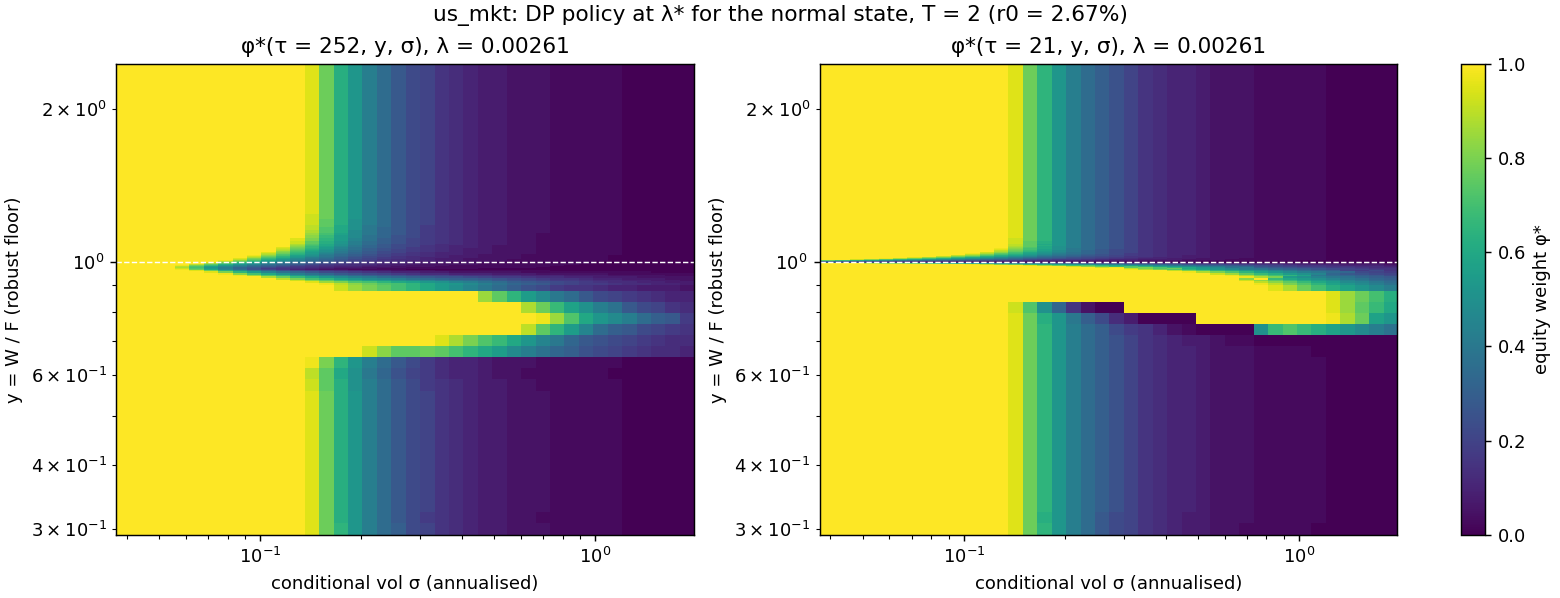 us_mkt: DP policy at λ* for the normal state, T = 2 (r0 = 2.67%)
φ*(τ = 252, y, σ), λ = 0.00261
y = W / F (robust floor)
2 × 10⁰
10⁰
6 × 10⁻¹
4 × 10⁻¹
3 × 10⁻¹
10⁻¹
10⁰
conditional vol σ (annualised)
φ*(τ = 21, y, σ), λ = 0.00261
y = W / F (robust floor)
2 × 10⁰
10⁰
6 × 10⁻¹
4 × 10⁻¹
3 × 10⁻¹
10⁻¹
10⁰
conditional vol σ (annualised)
1.0
0.8
0.6
0.4
0.2
0.0
equity weight φ*